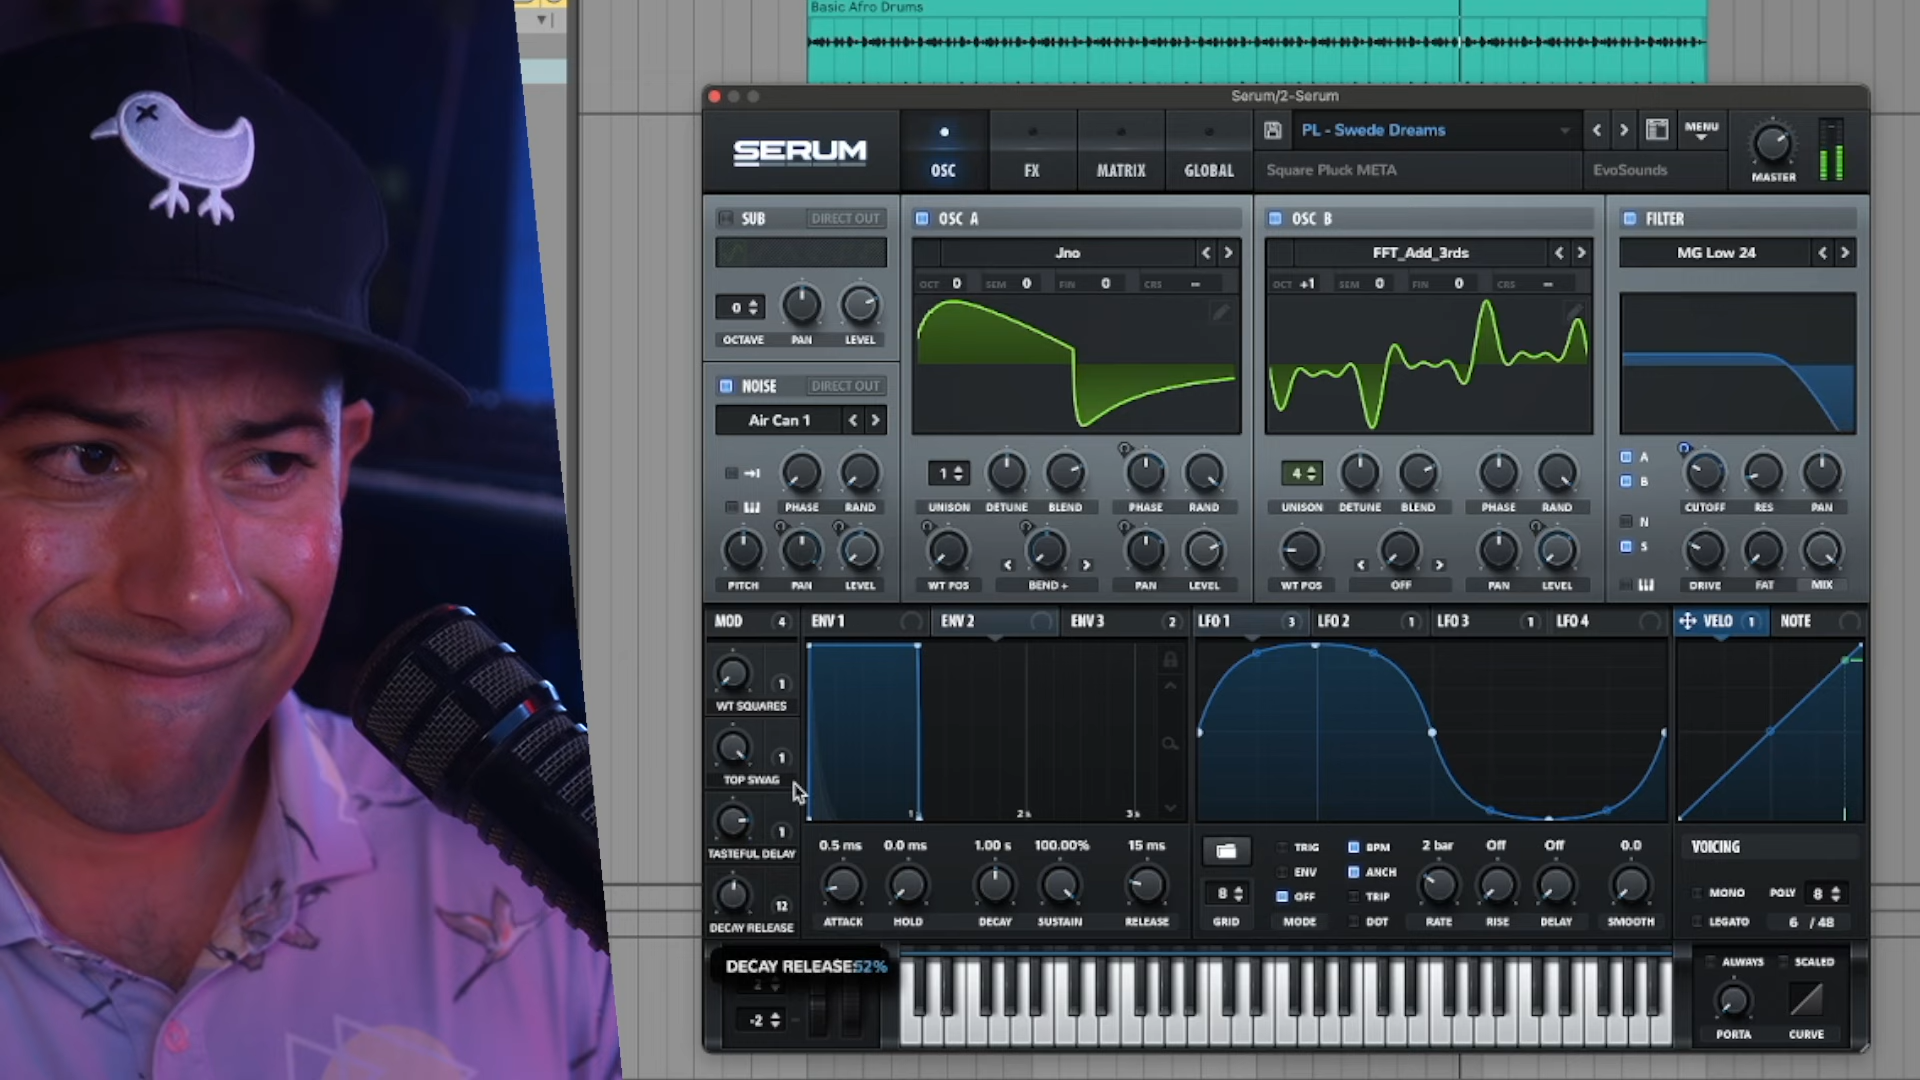 Basic Afro Drums
Serum/2-Serum
SERUM
OSC
FX
MATRIX
GLOBAL
PL - Swede Dreams
Square Pluck META
EvoSounds
MENU
MASTER
SUB
DIRECT OUT
0
OCTAVE PAN LEVEL
NOISE
DIRECT OUT
Air Can 1
PHASE RAND
PITCH PAN LEVEL
OSC A
Jno
OCT 0 SEM 0 FIN 0 CRS --
1
UNISON DETUNE BLEND PHASE RAND
WT POS BEND + PAN LEVEL
OSC B
FFT_Add_3rds
OCT +1 SEM 0 FIN 0 CRS --
4
UNISON DETUNE BLEND PHASE RAND
WT POS OFF PAN LEVEL
FILTER
MG Low 24
A
B
N
S
CUTOFF RES PAN
DRIVE FAT MIX
MOD 4
ENV 1
ENV 2
ENV 3 2
LFO 1 3
LFO 2 1
LFO 3 1
LFO 4
VELO 1
NOTE
1
WT SQUARES
1
TOP SWAG
1
TASTEFUL DELAY
12
DECAY RELEASE
DECAY RELEASE:52%
2
-2
1s 2s 3s
0.5 ms 0.0 ms 1.00 s 100.00% 15 ms
ATTACK HOLD DECAY SUSTAIN RELEASE
8
GRID
TRIG
ENV
OFF
MODE
BPM
ANCH
TRIP
DOT
2 bar Off Off 0.0
RATE RISE DELAY SMOOTH
VOICING
MONO POLY 8
LEGATO 6 / 48
ALWAYS SCALED
PORTA CURVE